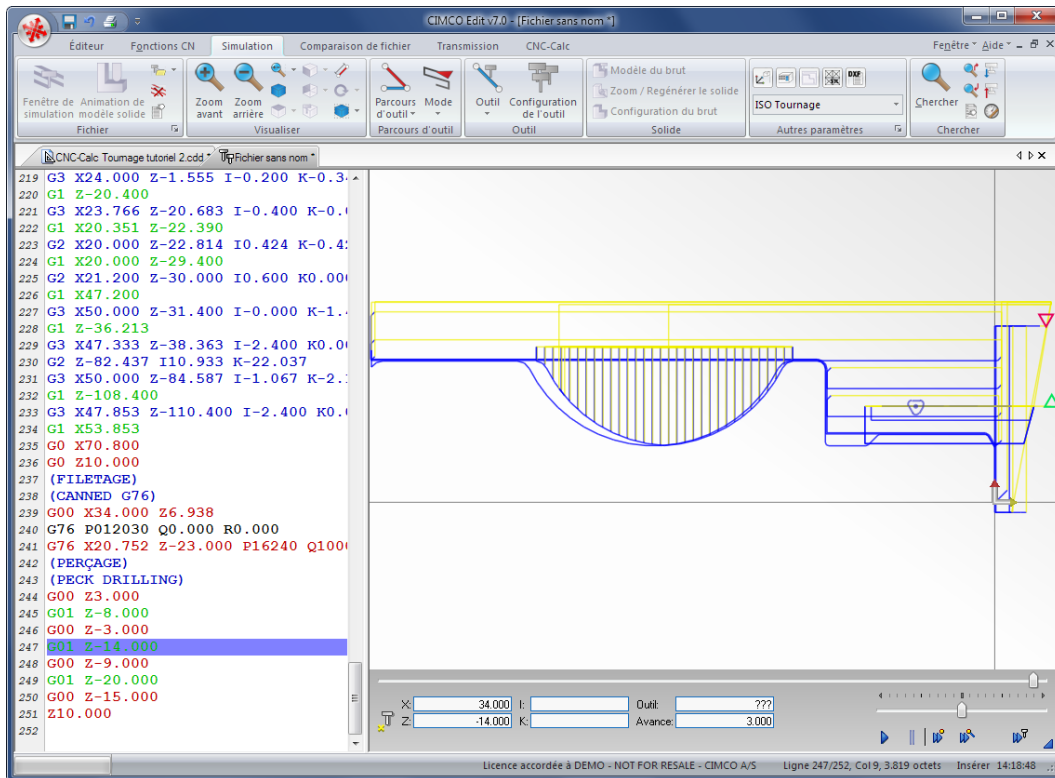 CIMCO Edit v7.0 - [Fichier sans nom *]
Éditeur Fonctions CN Simulation Comparaison de fichier Transmission CNC-Calc Fenêtre Aide
Fenêtre de simulation
Animation de modèle solide
Fichier
Zoom avant
Zoom arrière
Visualiser
Parcours d'outil
Mode
Parcours d'outil
Outil
Configuration de l'outil
Outil
Modèle du brut
Zoom / Regénérer le solide
Configuration du brut
Solide
DXF
ISO Tournage
Autres paramètres
Chercher
Chercher
CNC-Calc Tournage tutoriel 2.cdd * Fichier sans nom *
219 G3 X24.000 Z-1.555 I-0.200 K-0.34
220 G1 Z-20.400
221 G3 X23.766 Z-20.683 I-0.400 K-0.
222 G1 X20.351 Z-22.390
223 G2 X20.000 Z-22.814 I0.424 K-0.42
224 G1 X20.000 Z-29.400
225 G2 X21.200 Z-30.000 I0.600 K0.000
226 G1 X47.200
227 G3 X50.000 Z-31.400 I-0.000 K-1.4
228 G1 Z-36.213
229 G3 X47.333 Z-38.363 I-2.400 K0.00
230 G2 Z-82.437 I10.933 K-22.037
231 G3 X50.000 Z-84.587 I-1.067 K-2.
232 G1 Z-108.400
233 G3 X47.853 Z-110.400 I-2.400 K0.
234 G1 X53.853
235 G0 X70.800
236 G0 Z10.000
237 (FILETAGE)
238 (CANNED G76)
239 G00 X34.000 Z6.938
240 G76 P012030 Q0.000 R0.000
241 G76 X20.752 Z-23.000 P16240 Q1000
242 (PERÇAGE)
243 (PECK DRILLING)
244 G00 Z3.000
245 G01 Z-8.000
246 G00 Z-3.000
247 G01 Z-14.000
248 G00 Z-9.000
249 G01 Z-20.000
250 G00 Z-15.000
251 Z10.000
252
X: 34.000 I: Outil: ???
Z: -14.000 K: Avance: 3.000
Licence accordée à DEMO - NOT FOR RESALE - CIMCO A/S Ligne 247/252, Col 9, 3.819 octets Insérer 14:18:48